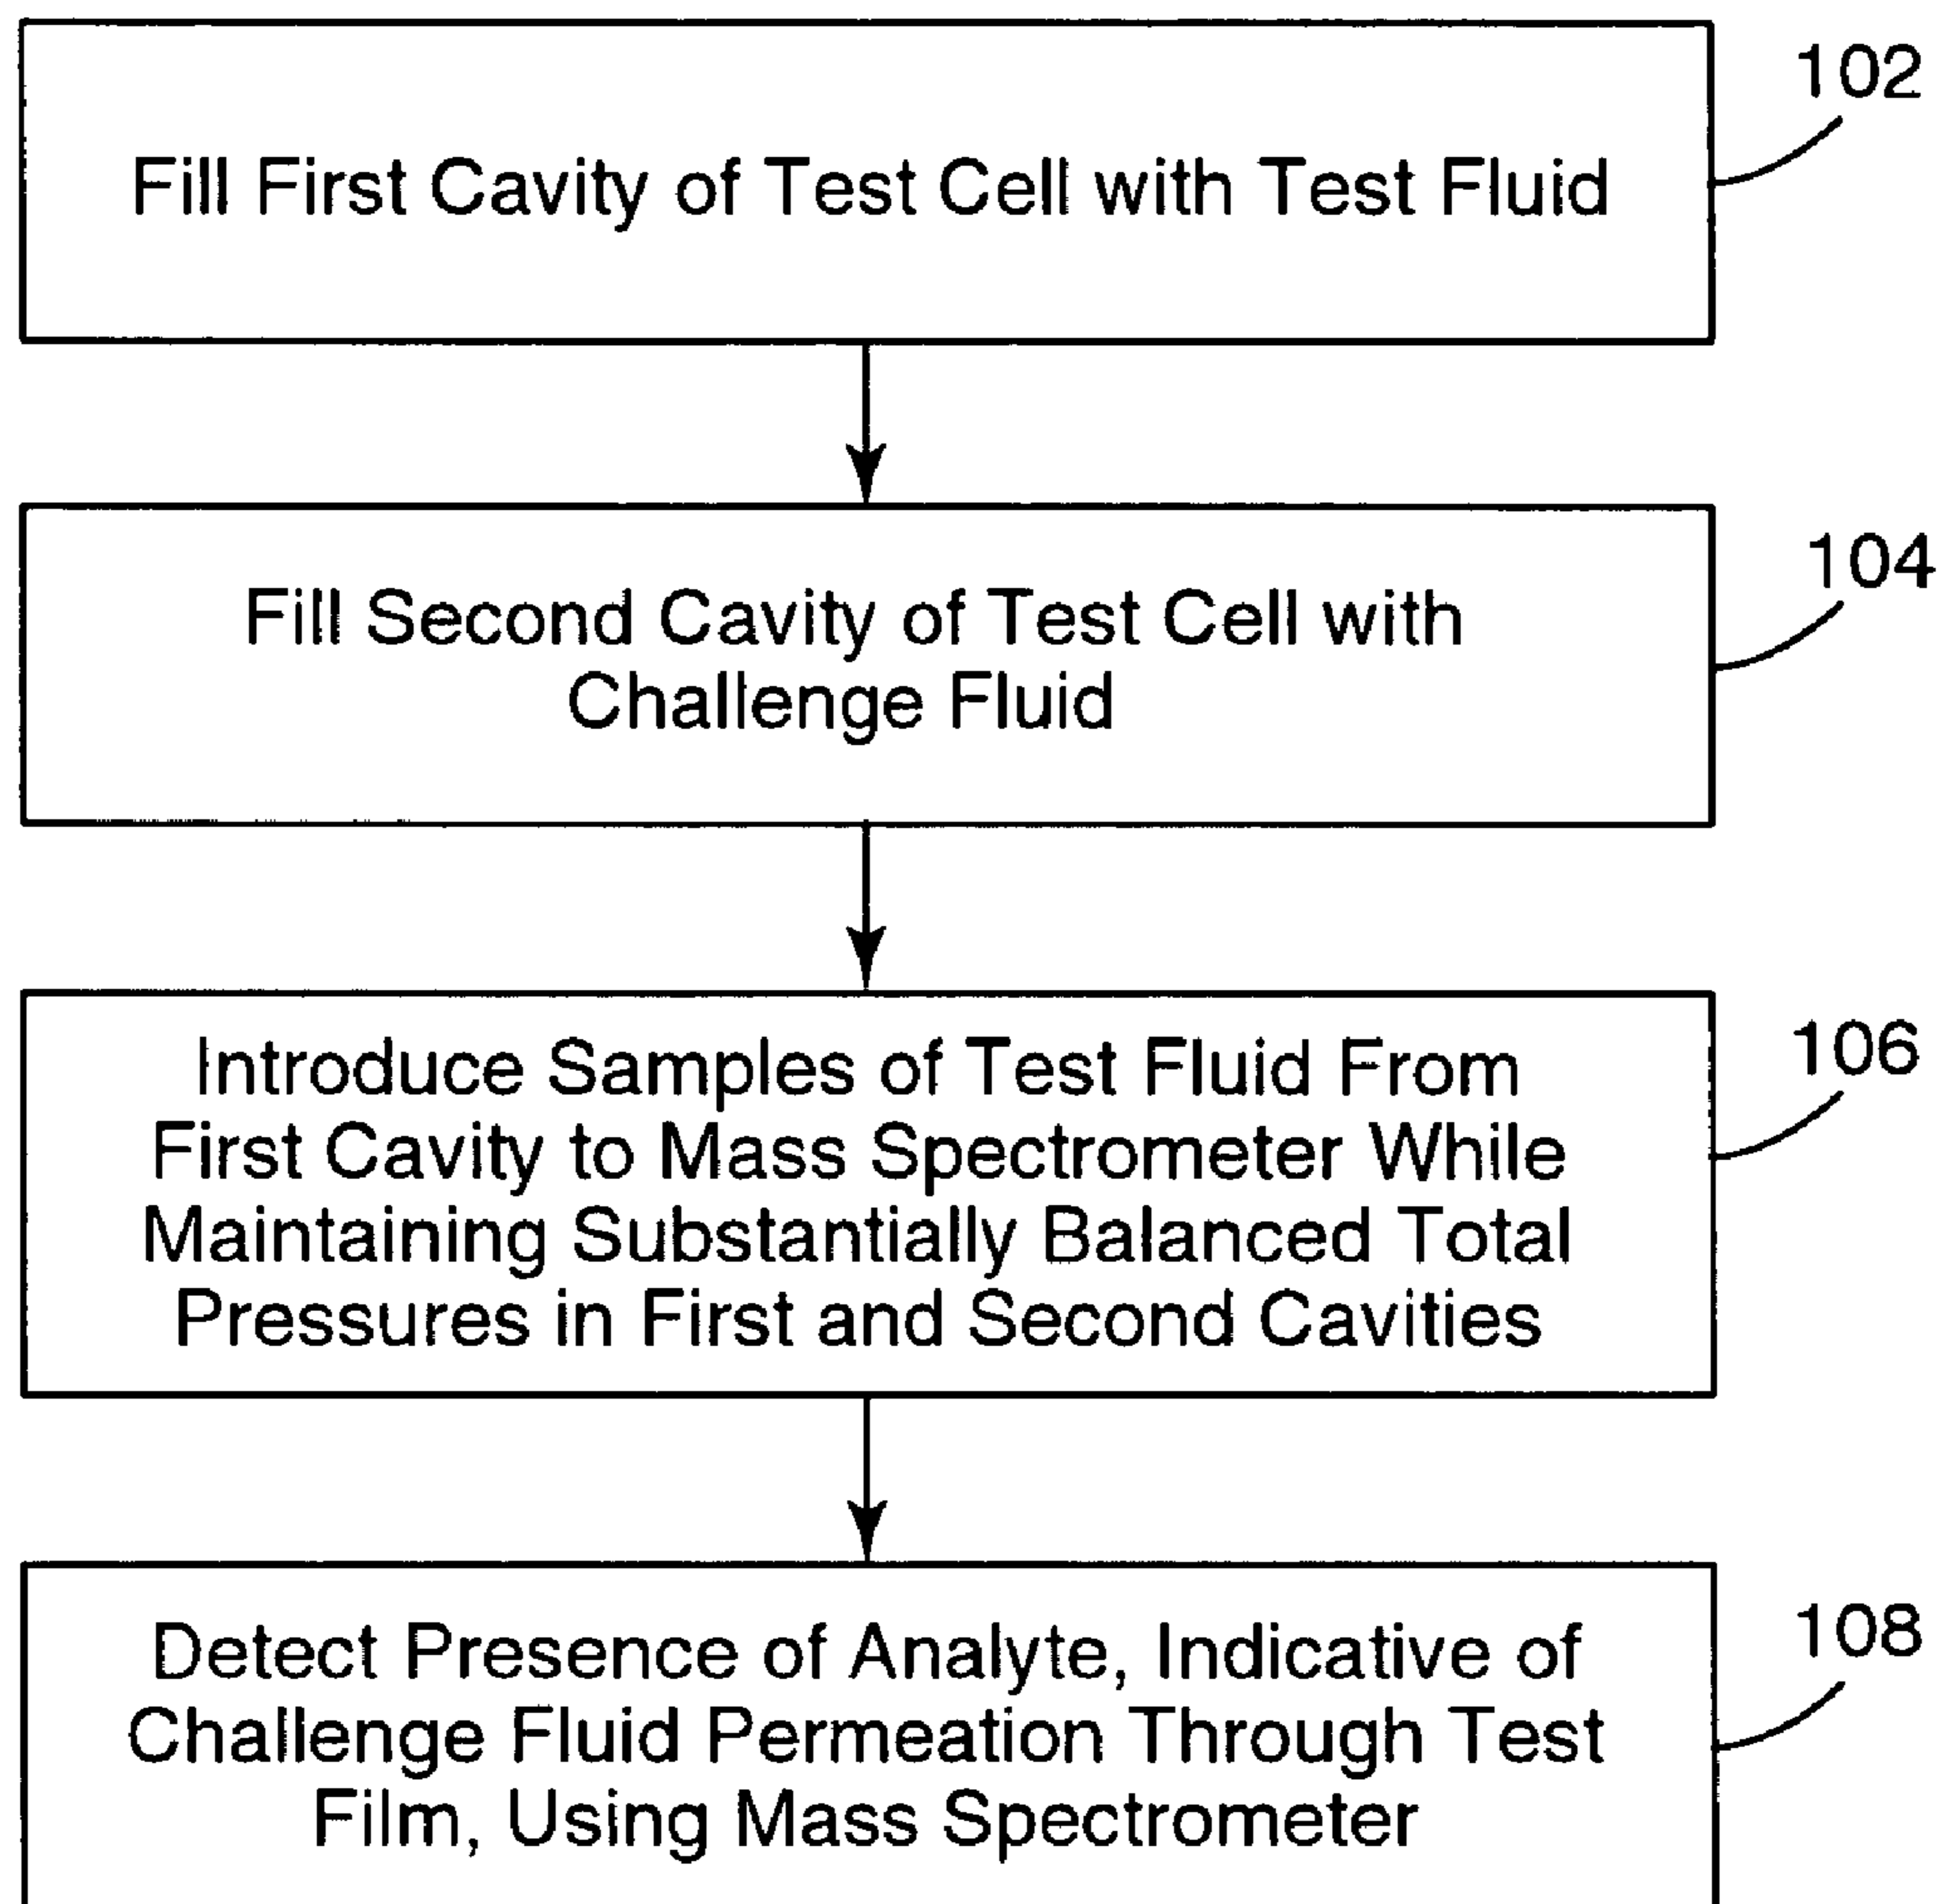 102
Fill First Cavity of Test Cell with Test Fluid
104
Fill Second Cavity of Test Cell with
Challenge Fluid
106
Introduce Samples of Test Fluid From
First Cavity to Mass Spectrometer While
Maintaining Substantially Balanced Total
Pressures in First and Second Cavities
108
Detect Presence of Analyte, Indicative of
Challenge Fluid Permeation Through Test
Film, Using Mass Spectrometer